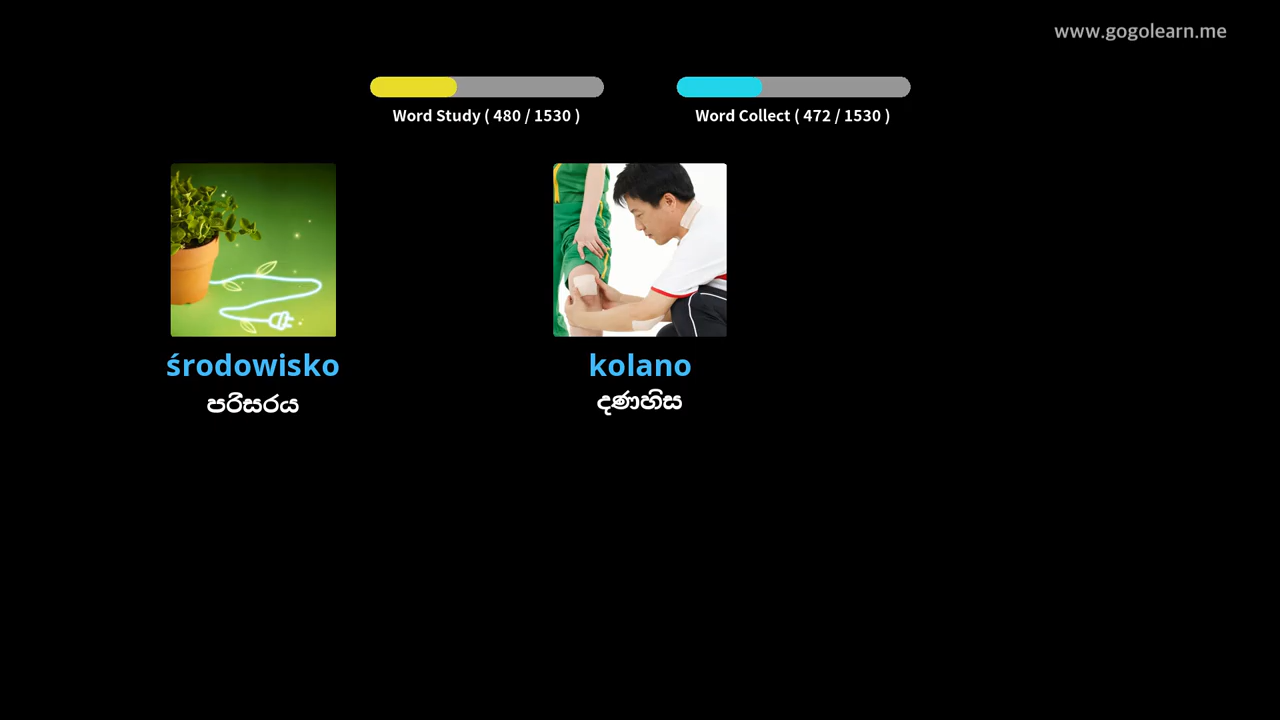 www.gogolearn.me
Word Study ( 480 / 1530 )
Word Collect ( 472 / 1530 )
środowisko
පරිසරය
kolano
දණහිස